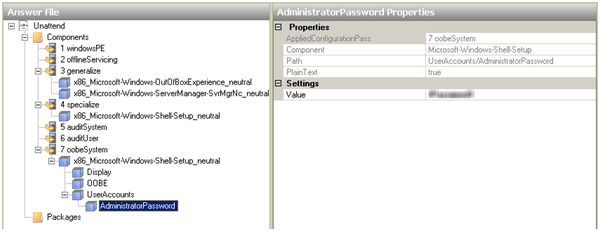 Answer File
Unattend
Components
1 windowsPE
2 offlineServicing
3 generalize
x86_Microsoft-Windows-OutOfBoxExperience_neutral
x86_Microsoft-Windows-ServerManager-SvrMgrNc_neutral
4 specialize
x86_Microsoft-Windows-Shell-Setup_neutral
5 auditSystem
6 auditUser
7 oobeSystem
x86_Microsoft-Windows-Shell-Setup_neutral
Display
OOBE
UserAccounts
AdministratorPassword
Packages
AdministratorPassword Properties
Properties
AppliedConfigurationPass 7 oobeSystem
Component Microsoft-Windows-Shell-Setup
Path UserAccounts/AdministratorPassword
PlainText true
Settings
Value